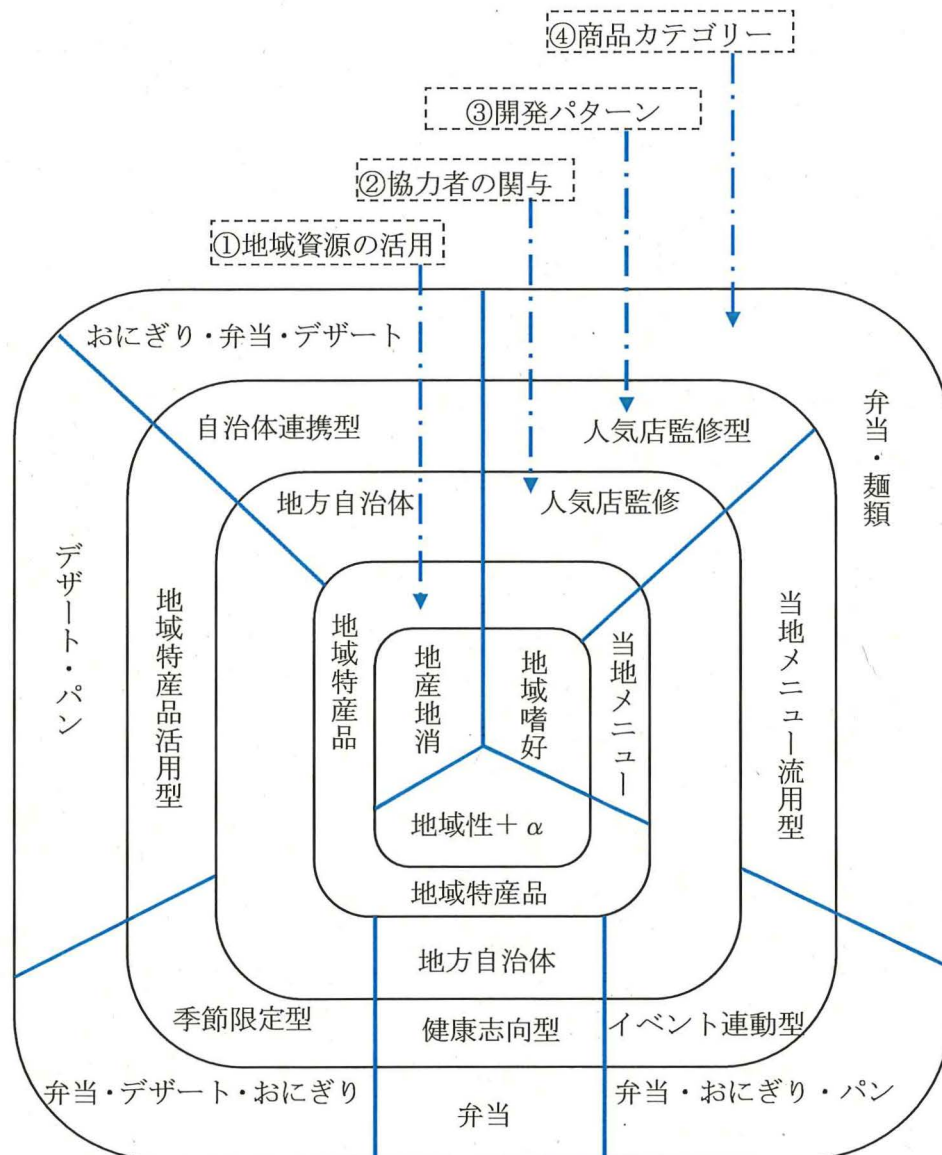 ④商品カテゴリー
③開発パターン
②協力者の関与
①地域資源の活用
おにぎり・弁当・デザート
弁当・麺類
自治体連携型
人気店監修型
地方自治体
人気店監修
デザート・パン
地域特産品活用型
地域特産品
地産地消
地域嗜好
当地メニュー
当地メニュー流用型
地域性＋α
地域特産品
地方自治体
季節限定型
健康志向型
イベント連動型
弁当・デザート・おにぎり
弁当
弁当・おにぎり・パン